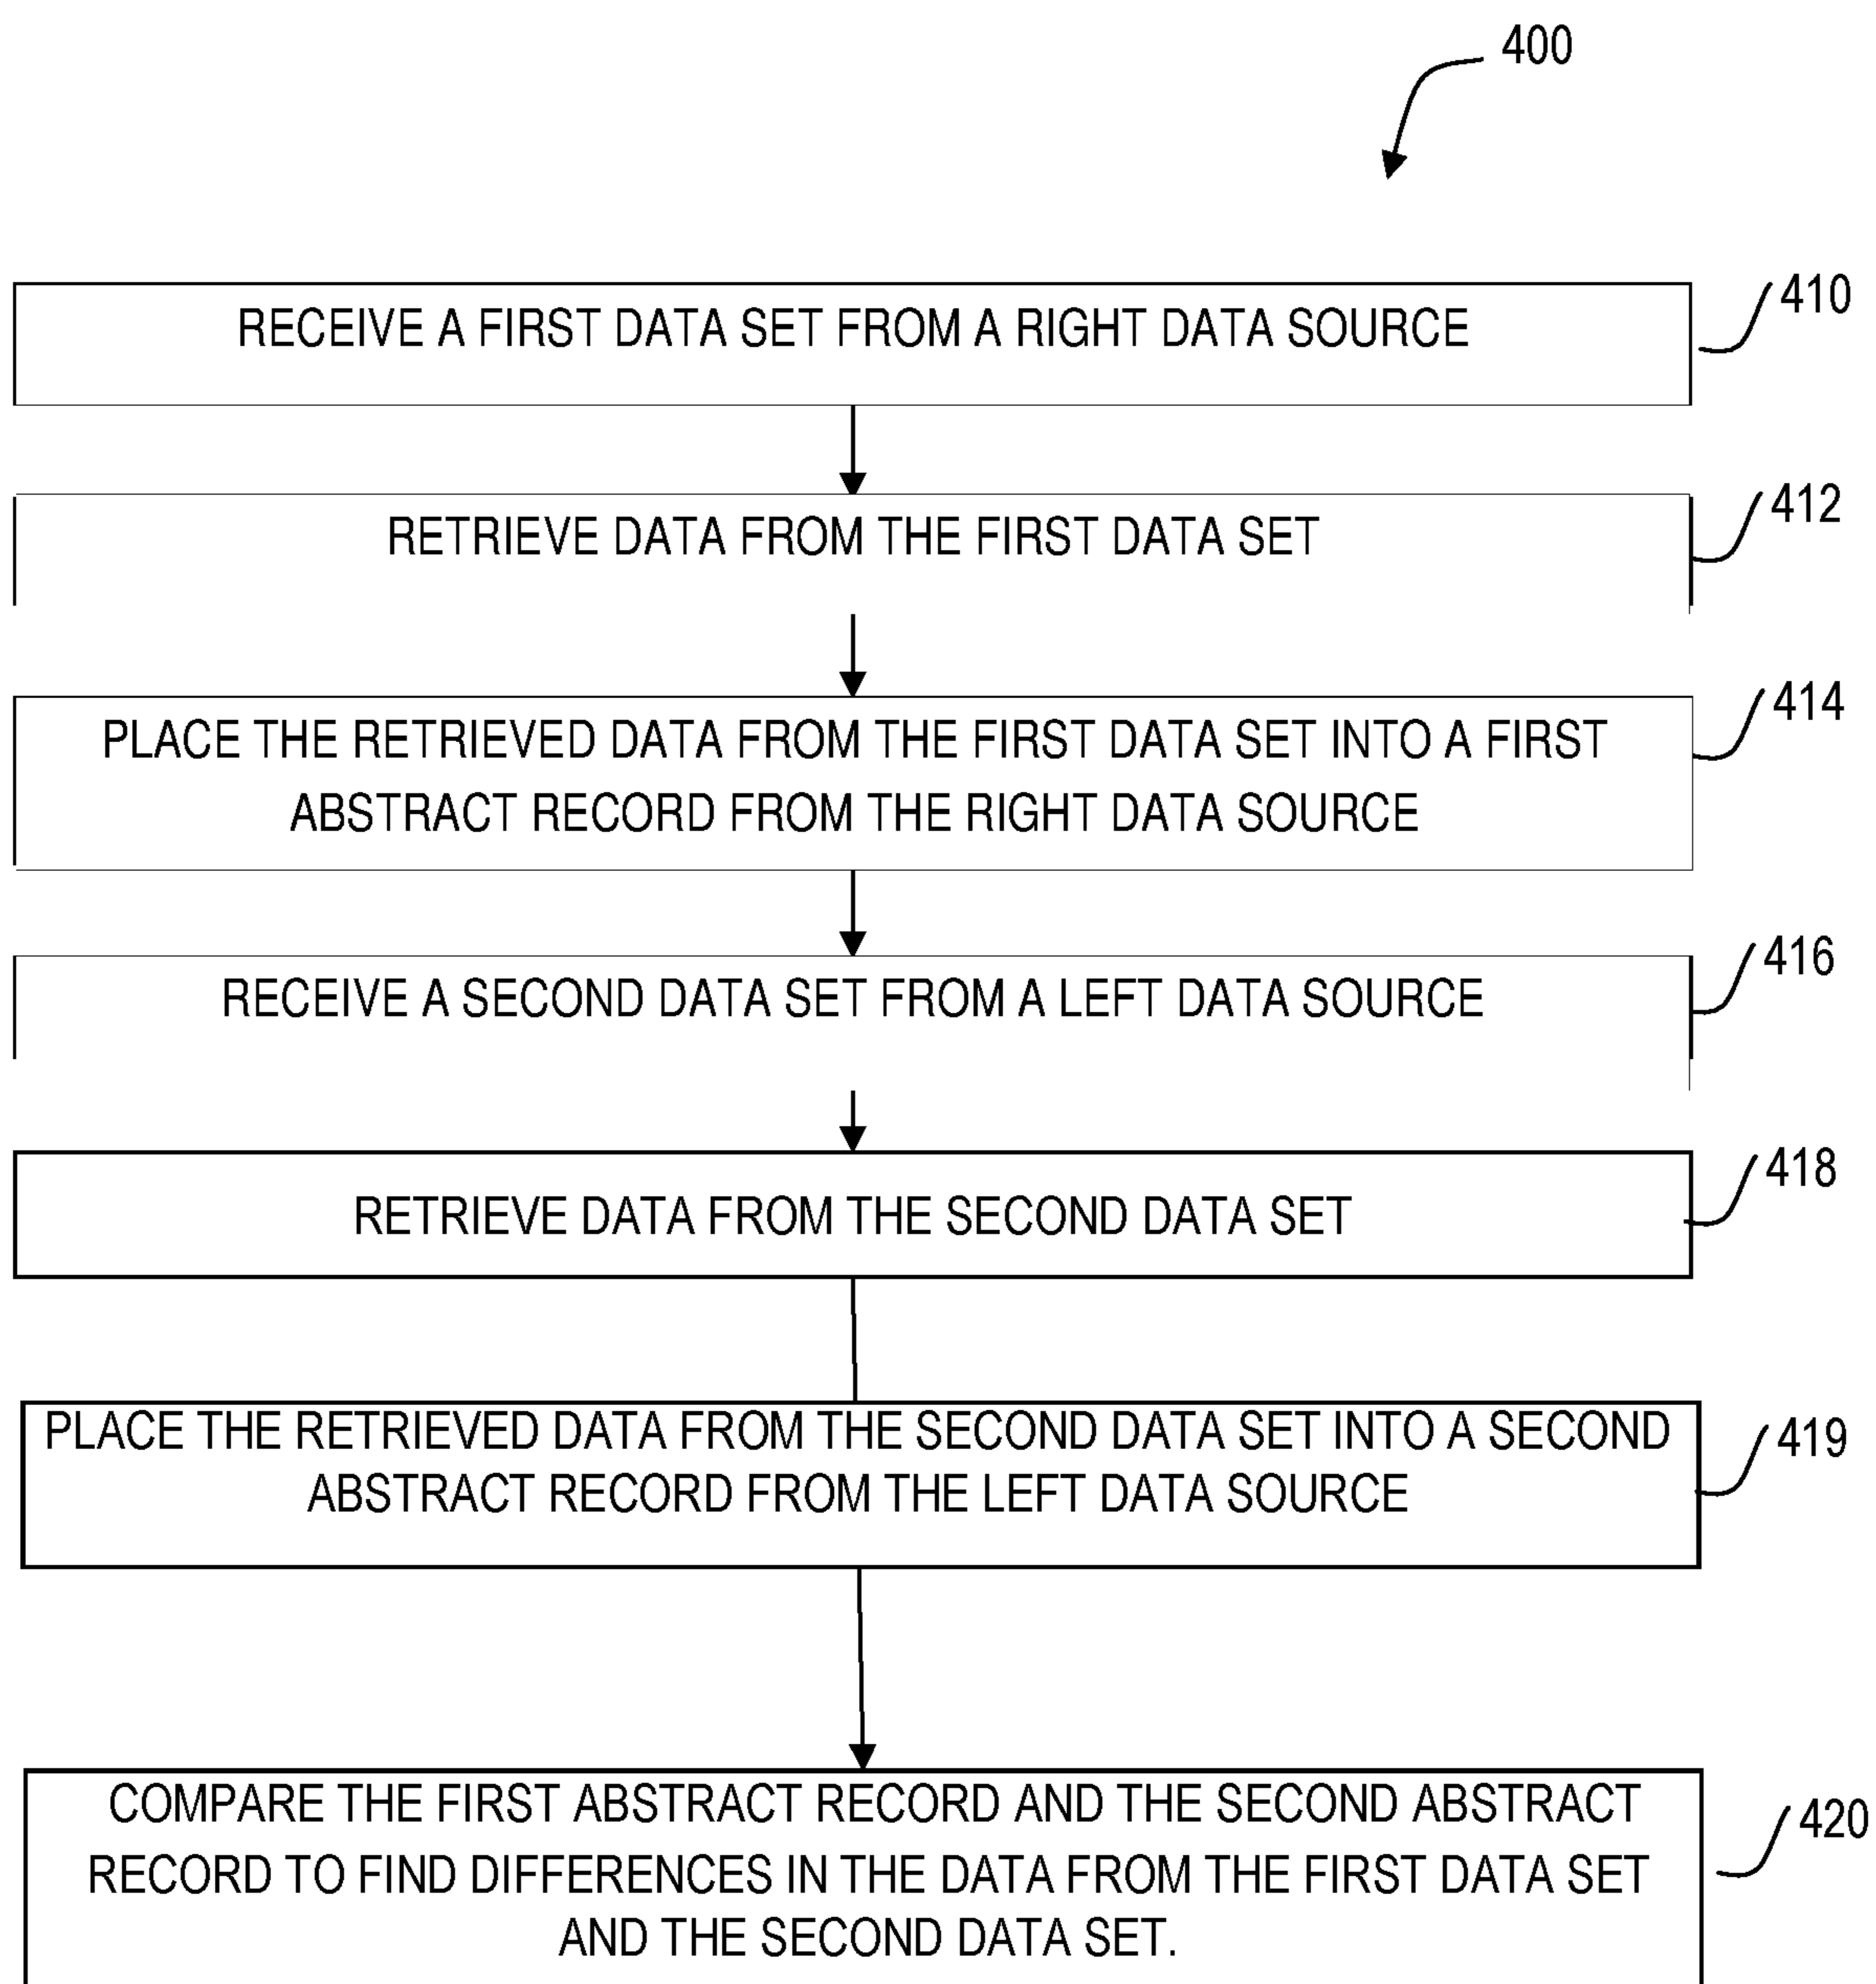 400
RECEIVE A FIRST DATA SET FROM A RIGHT DATA SOURCE
410
RETRIEVE DATA FROM THE FIRST DATA SET
412
PLACE THE RETRIEVED DATA FROM THE FIRST DATA SET INTO A FIRST
ABSTRACT RECORD FROM THE RIGHT DATA SOURCE
414
RECEIVE A SECOND DATA SET FROM A LEFT DATA SOURCE
416
RETRIEVE DATA FROM THE SECOND DATA SET
418
PLACE THE RETRIEVED DATA FROM THE SECOND DATA SET INTO A SECOND
ABSTRACT RECORD FROM THE LEFT DATA SOURCE
419
COMPARE THE FIRST ABSTRACT RECORD AND THE SECOND ABSTRACT
RECORD TO FIND DIFFERENCES IN THE DATA FROM THE FIRST DATA SET
AND THE SECOND DATA SET.
420